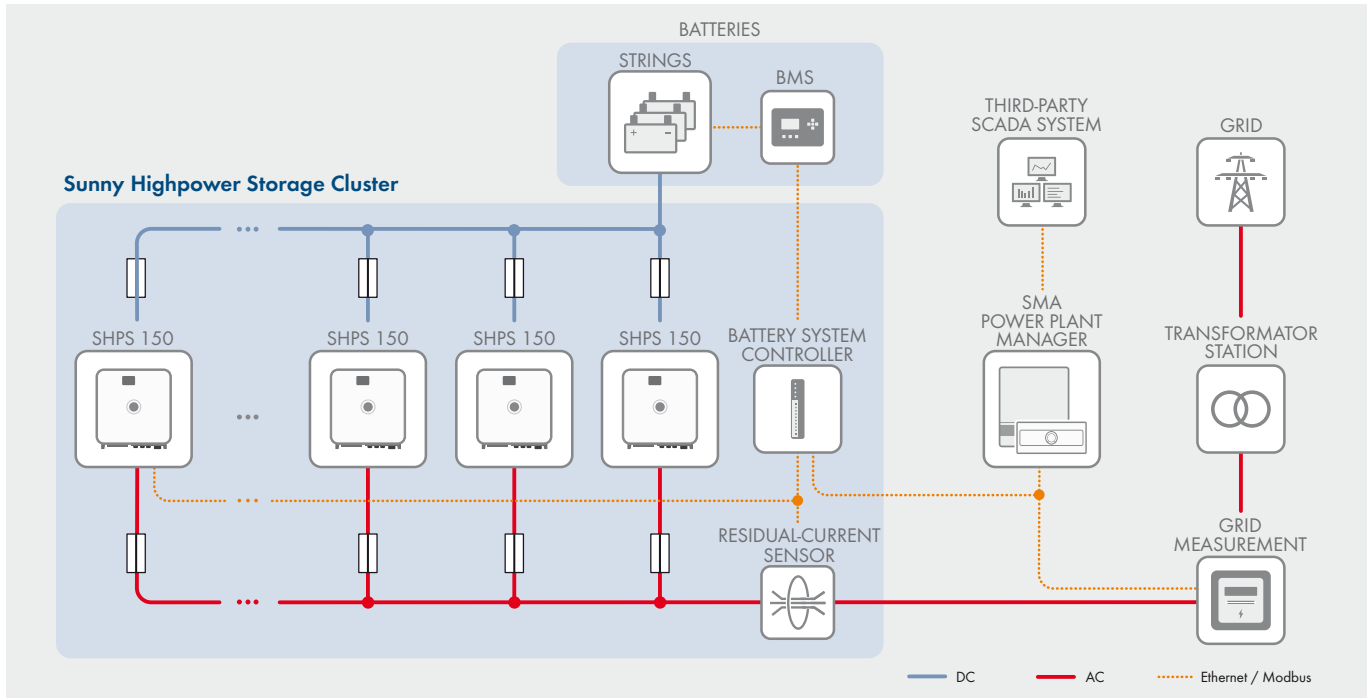 BATTERIES
STRINGS
BMS
THIRD-PARTY
SCADA SYSTEM
GRID
Sunny Highpower Storage Cluster
SHPS 150
SHPS 150
SHPS 150
SHPS 150
BATTERY SYSTEM
CONTROLLER
SMA
POWER PLANT
MANAGER
TRANSFORMATOR
STATION
RESIDUAL-CURRENT
SENSOR
GRID
MEASUREMENT
DC
AC
Ethernet / Modbus